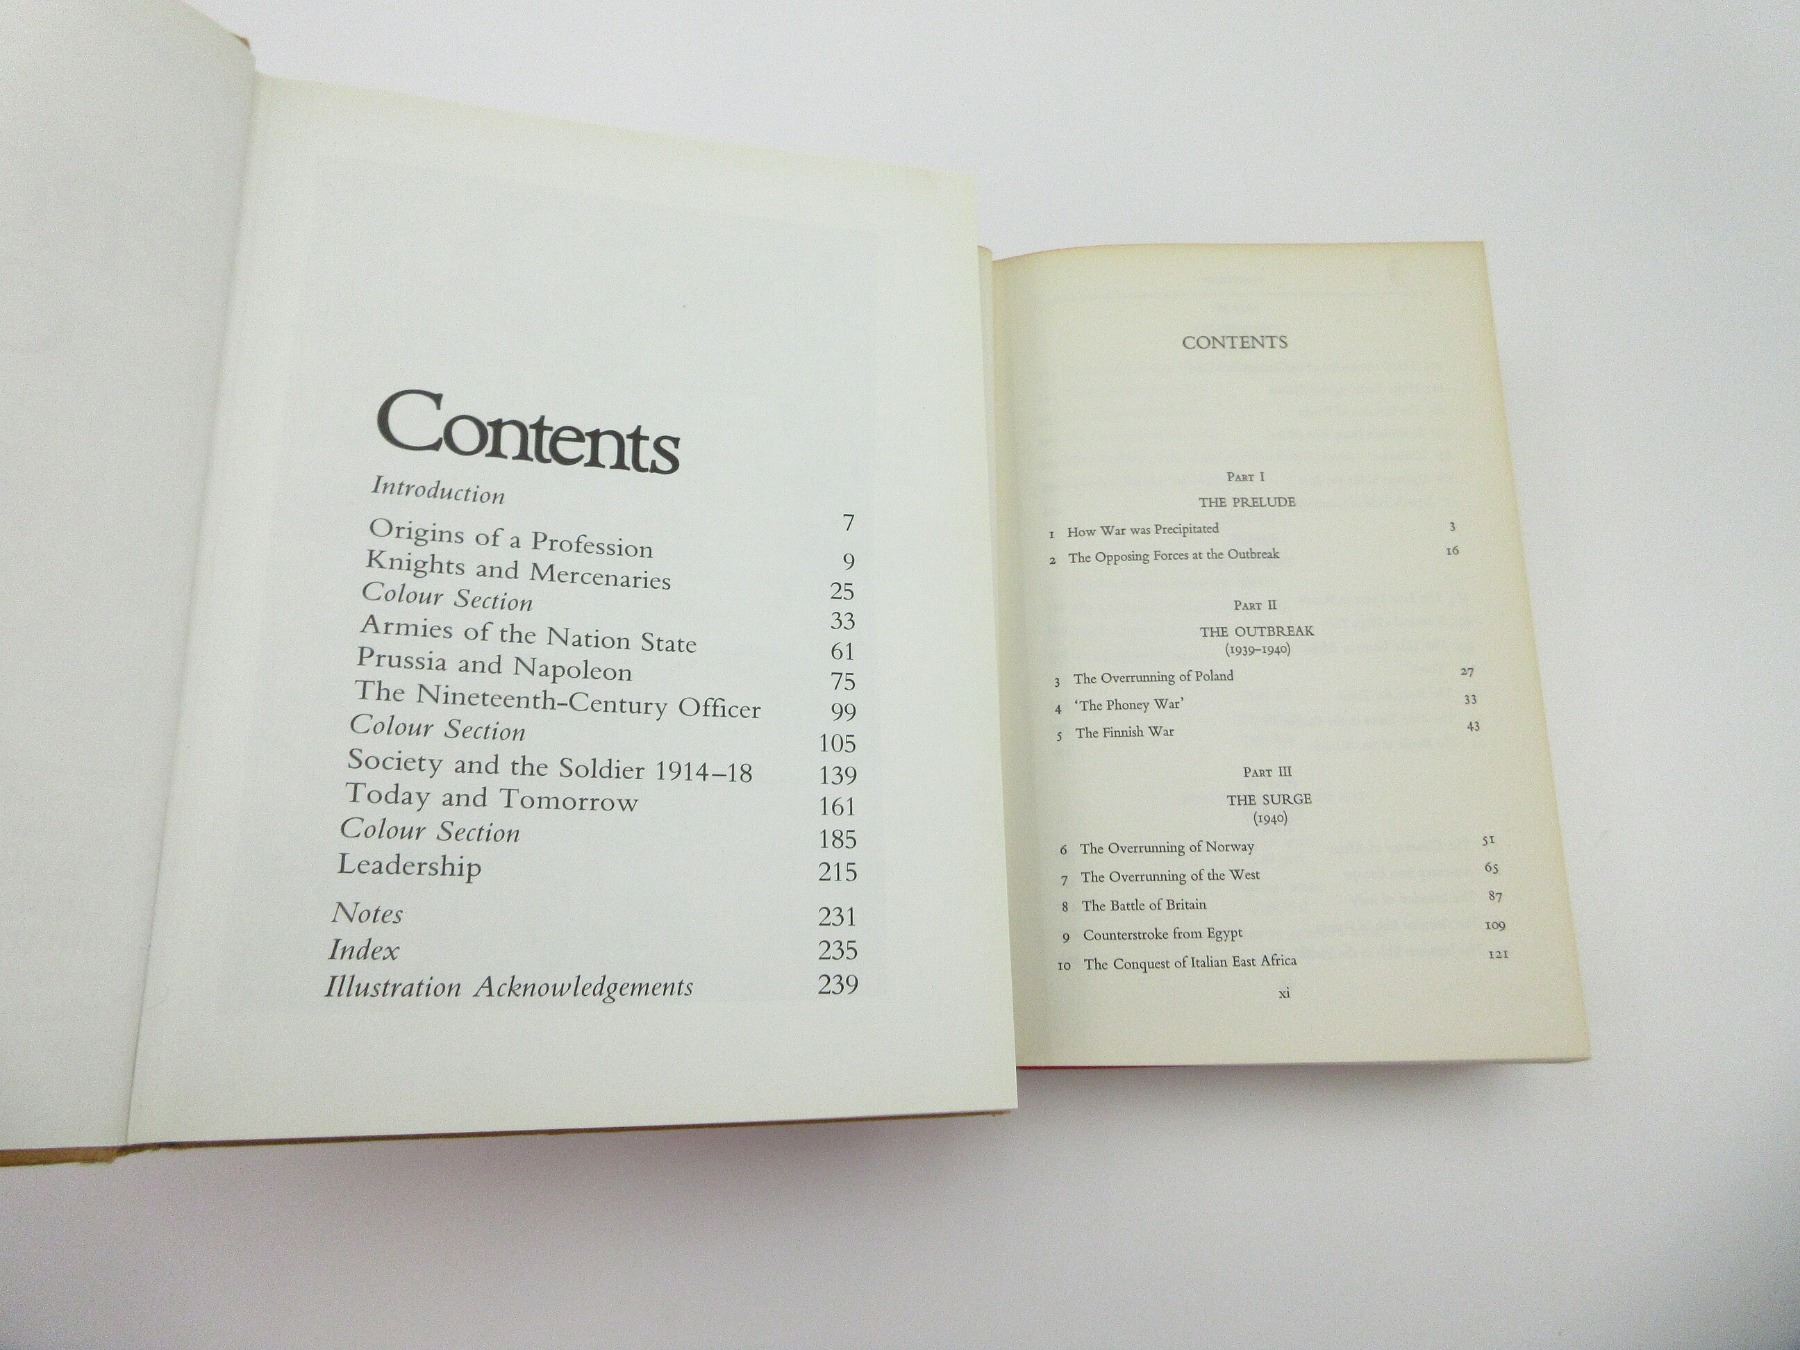 Contents
Introduction 7
Origins of a Profession 9
Knights and Mercenaries 25
Colour Section 33
Armies of the Nation State 61
Prussia and Napoleon 75
The Nineteenth-Century Officer 99
Colour Section 105
Society and the Soldier 1914–18 139
Today and Tomorrow 161
Colour Section 185
Leadership 215
Notes 231
Index 235
Illustration Acknowledgements 239
CONTENTS
PART I
THE PRELUDE
1 How War was Precipitated 3
2 The Opposing Forces at the Outbreak 16
PART II
THE OUTBREAK
(1939–1940)
3 The Overrunning of Poland 27
4 ‘The Phoney War’ 33
5 The Finnish War 43
PART III
THE SURGE
(1940)
6 The Overrunning of Norway 51
7 The Overrunning of the West 65
8 The Battle of Britain 87
9 Counterstroke from Egypt 109
10 The Conquest of Italian East Africa 121
xi